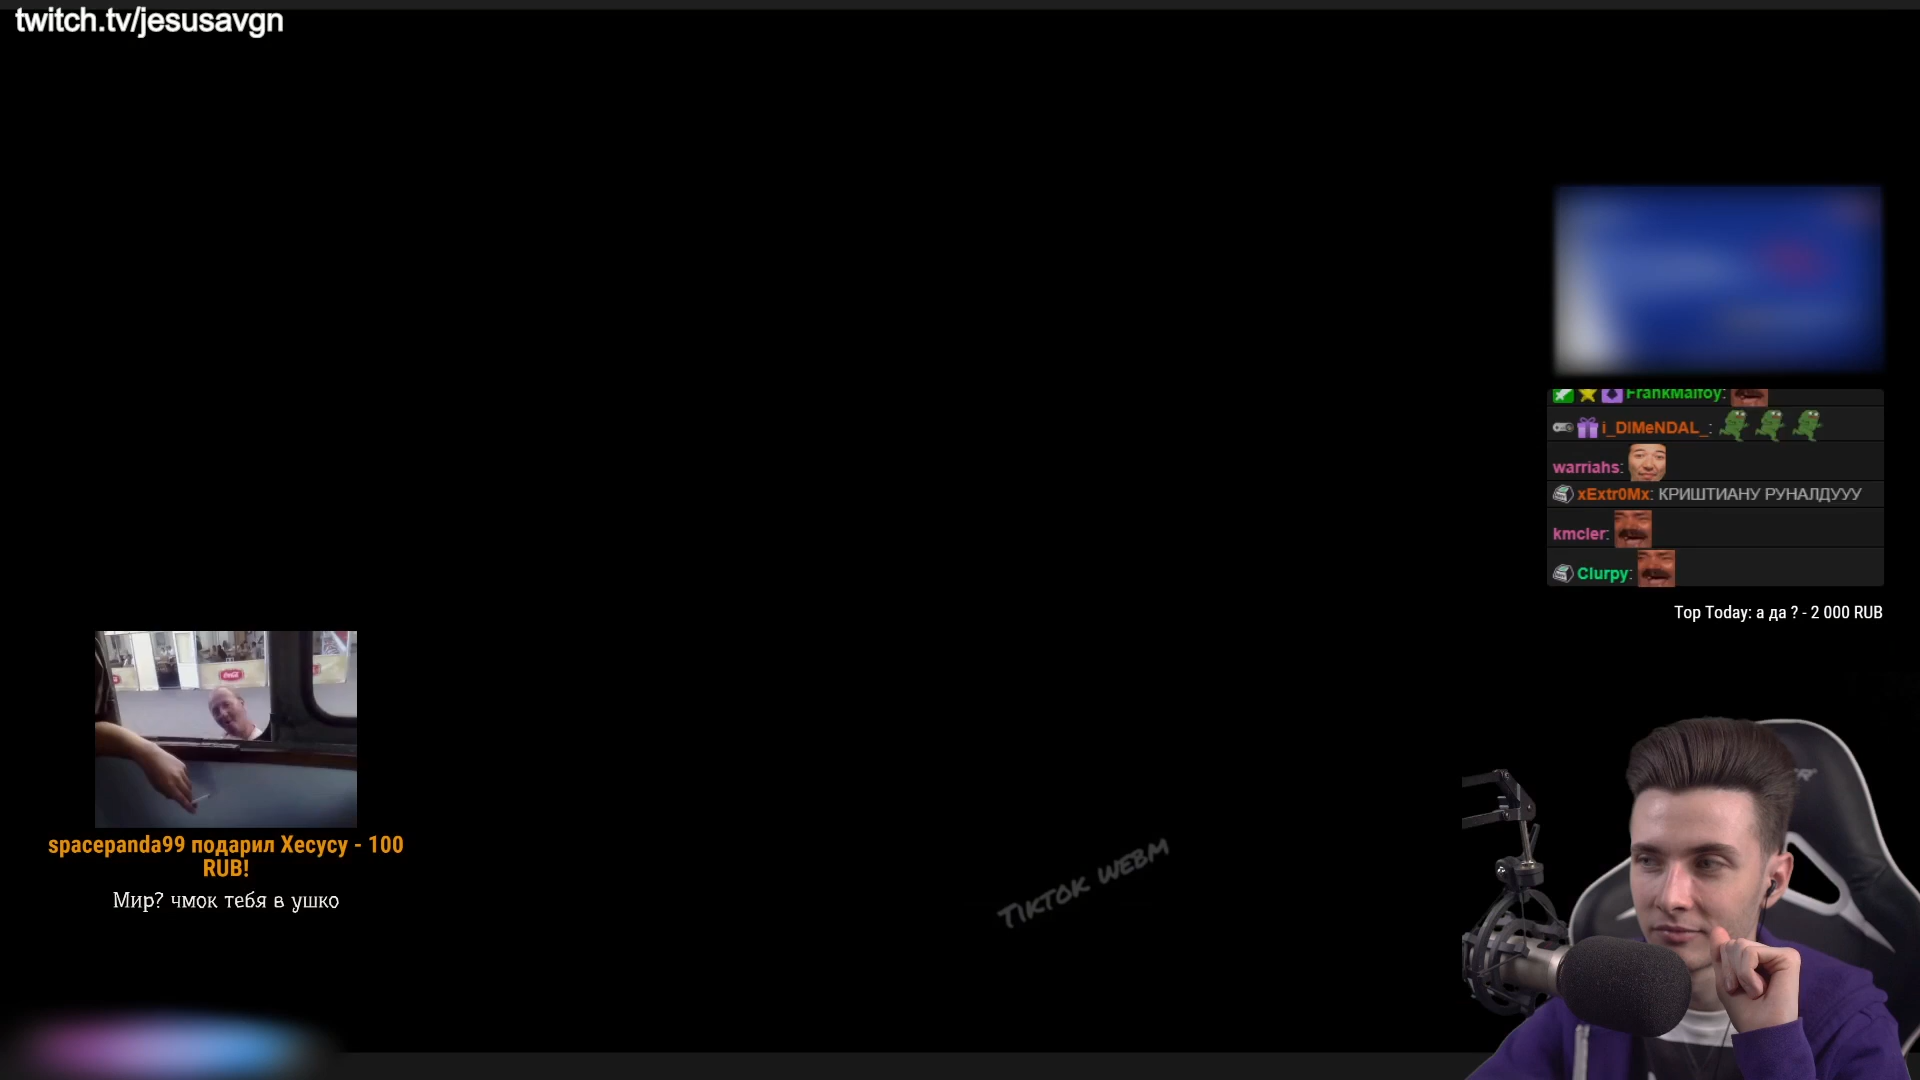 twitch.tv/jesusavgn
FrankMalfoy:
i_DIMeNDAL_:
warriahs:
xExtr0Mx: КРИШТИАНУ РУНАЛДУУУ
kmcler:
Clurpy:
Top Today: а да ? - 2 000 RUB
spacepanda99 подарил Хесусу - 100
RUB!
Мир? чмок тебя в ушко
TikTok webm